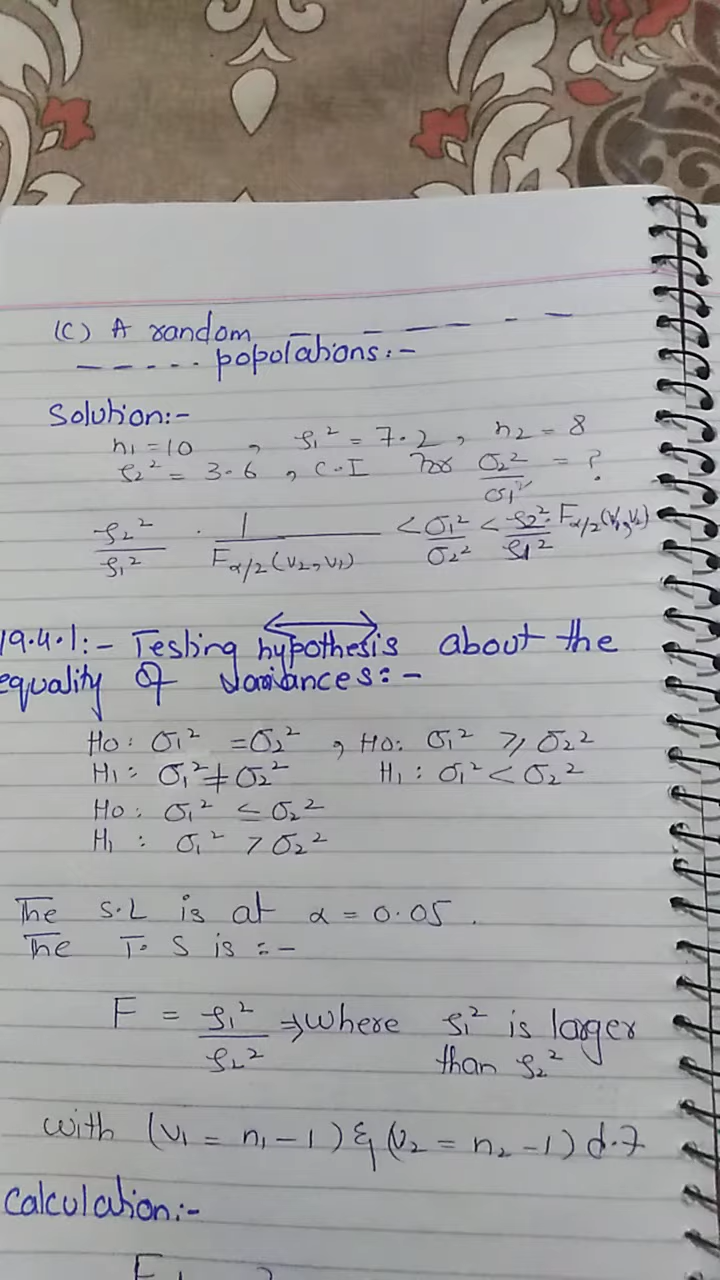 (C) A random _ _ _ _ _ _
_ _ _ _ _ populations:-
Solution:-
n₁ = 10 , s₁² = 7.2 , n₂ = 8
s₂² = 3.6 , C.I for σ₂²/σ₁² = ?
s₂²/s₁² . 1/F α/2 (v₂, v₁) < σ₁²/σ₂² < s₂²/s₁² . F α/2 (v₁, v₂)
19.4.1:- Testing hypothesis about the
equality of variances:-
H₀: σ₁² = σ₂² , H₀: σ₁² ≥ σ₂²
H₁: σ₁² ≠ σ₂² H₁: σ₁² < σ₂²
H₀: σ₁² ≤ σ₂²
H₁ : σ₁² > σ₂²
The S.L is at α = 0.05.
The T.S is :-
F = s₁²/s₂² ⇒ where s₁² is larger
than s₂²
with (v₁ = n₁ - 1) & (v₂ = n₂ - 1) d.f
Calculation:-